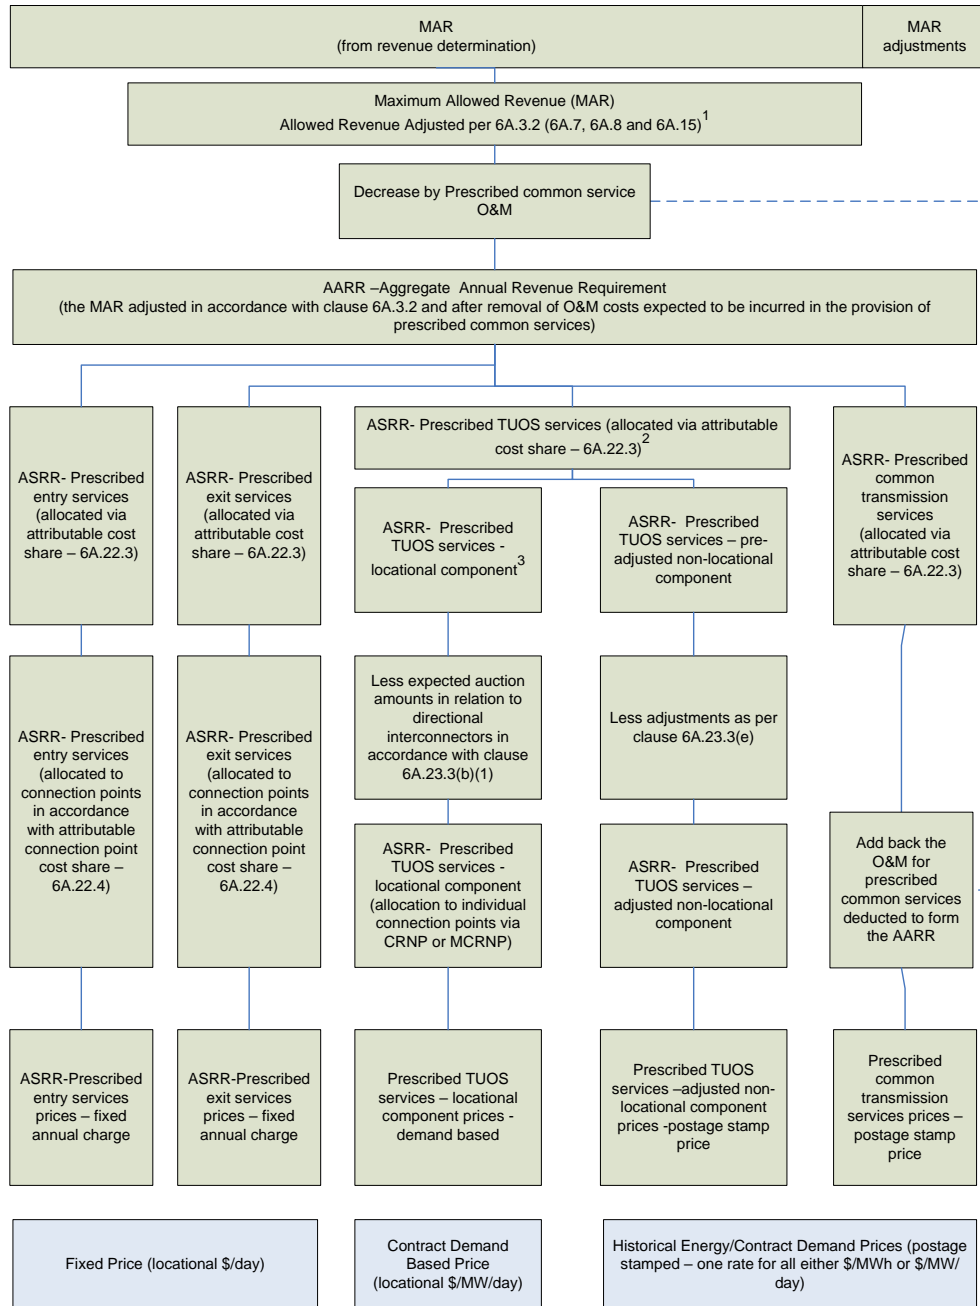 MAR
(from revenue determination)
MAR
adjustments
Maximum Allowed Revenue (MAR)
Allowed Revenue Adjusted per 6A.3.2 (6A.7, 6A.8 and 6A.15)1
Decrease by Prescribed common service
O&M
AARR –Aggregate Annual Revenue Requirement
(the MAR adjusted in accordance with clause 6A.3.2 and after removal of O&M costs expected to be incurred in the provision of
prescribed common services)
ASRR- Prescribed
entry services
(allocated via
attributable cost
share – 6A.22.3)
ASRR- Prescribed
exit services
(allocated via
attributable cost
share – 6A.22.3)
ASRR- Prescribed TUOS services (allocated via attributable
cost share – 6A.22.3)2
ASRR- Prescribed
TUOS services -
locational component3
ASRR- Prescribed
TUOS services – pre-
adjusted non-locational
component
ASRR- Prescribed
common
transmission
services
(allocated via
attributable cost
share – 6A.22.3)
ASRR- Prescribed
entry services
(allocated to
connection points
in accordance
with attributable
connection point
cost share –
6A.22.4)
ASRR- Prescribed
exit services
(allocated to
connection points
in accordance
with attributable
connection point
cost share –
6A.22.4)
Less expected auction
amounts in relation to
directional
interconnectors in
accordance with clause
6A.23.3(b)(1)
Less adjustments as per
clause 6A.23.3(e)
ASRR- Prescribed
TUOS services -
locational component
(allocation to individual
connection points via
CRNP or MCRNP)
ASRR- Prescribed
TUOS services –
adjusted non-locational
component
Add back the
O&M for
prescribed
common services
deducted to form
the AARR
ASRR-Prescribed
entry services
prices – fixed
annual charge
ASRR-Prescribed
exit services
prices – fixed
annual charge
Prescribed TUOS
services – locational
component prices -
demand based
Prescribed TUOS
services –adjusted non-
locational component
prices -postage stamp
price
Prescribed
common
transmission
services prices –
postage stamp
price
Fixed Price (locational $/day)
Contract Demand
Based Price
(locational $/MW/day)
Historical Energy/Contract Demand Prices (postage
stamped – one rate for all either $/MWh or $/MW/
day)